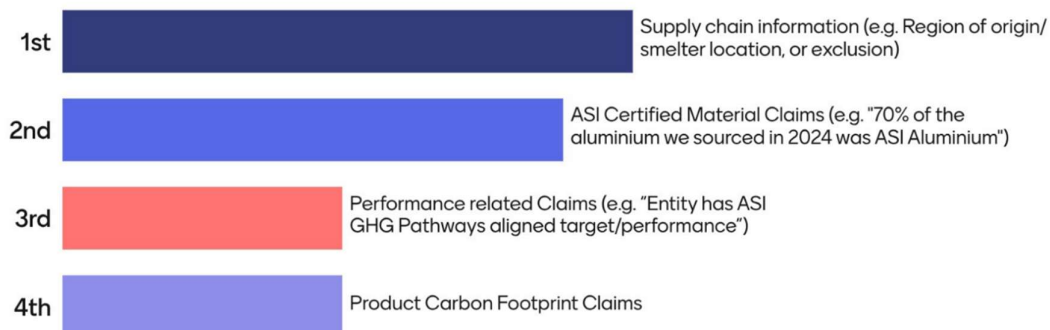 1st
Supply chain information (e.g. Region of origin/
smelter location, or exclusion)
2nd
ASI Certified Material Claims (e.g. "70% of the
aluminium we sourced in 2024 was ASI Aluminium")
3rd
Performance related Claims (e.g. “Entity has ASI
GHG Pathways aligned target/performance”)
4th
Product Carbon Footprint Claims